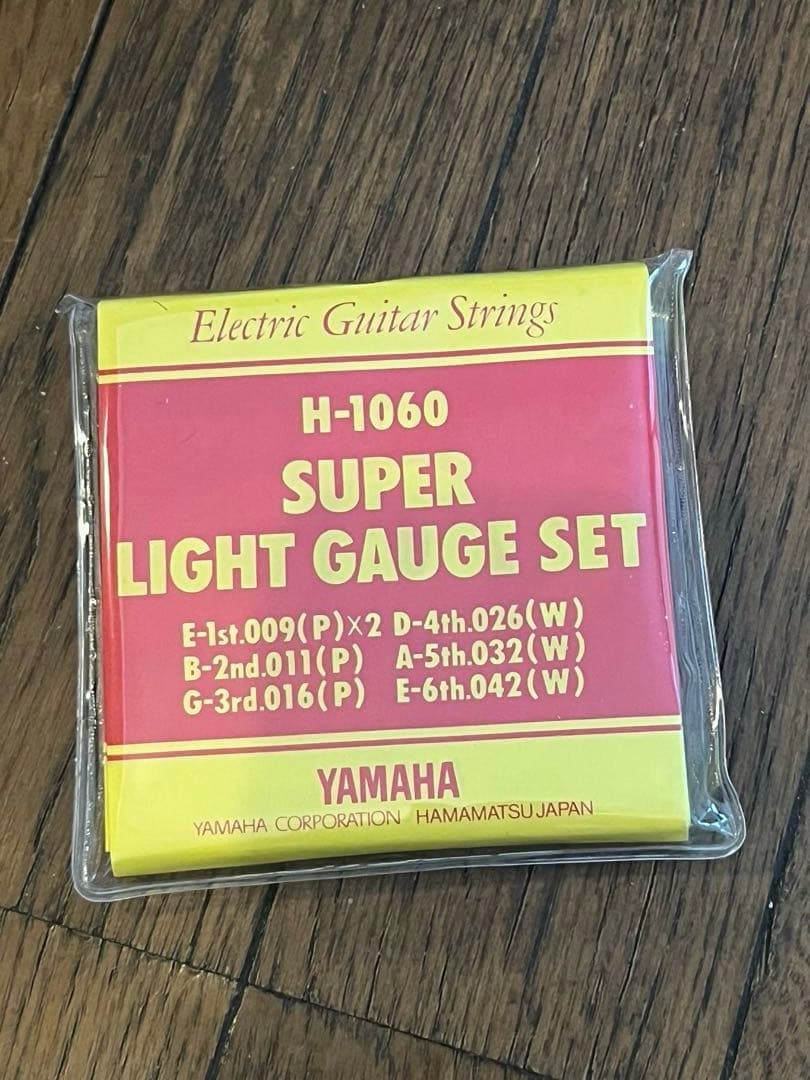 Electric Guitar Strings
H-1060
SUPER
LIGHT GAUGE SET
E-1st.009(P)×2 D-4th.026(W)
B-2nd.011(P) A-5th.032(W)
G-3rd.016(P) E-6th.042(W)
YAMAHA
YAMAHA CORPORATION HAMAMATSU JAPAN